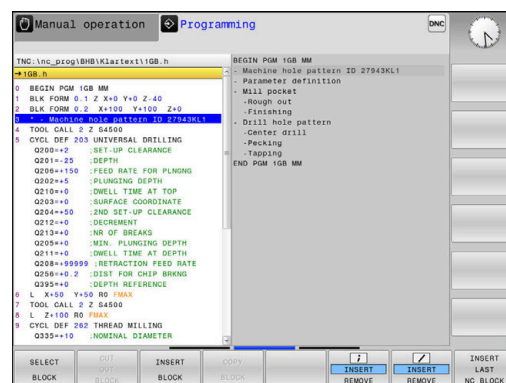 Manual operation
Programming
DNC
TNC:\nc_prog\BHB\Klartext\1GB.h
→1GB.h
0 BEGIN PGM 1GB MM
1 BLK FORM 0.1 Z X+0 Y+0 Z-40
2 BLK FORM 0.2 X+100 Y+100 Z+0
3 * - Machine hole pattern ID 27943KL1
4 TOOL CALL 2 Z S4500
5 CYCL DEF 203 UNIVERSAL DRILLING
Q200=+2 ;SET-UP CLEARANCE
Q201=-25 ;DEPTH
Q206=+150 ;FEED RATE FOR PLNGNG
Q202=+5 ;PLUNGING DEPTH
Q210=+0 ;DWELL TIME AT TOP
Q203=+0 ;SURFACE COORDINATE
Q204=+50 ;2ND SET-UP CLEARANCE
Q212=+0 ;DECREMENT
Q213=+0 ;NR OF BREAKS
Q205=+0 ;MIN. PLUNGING DEPTH
Q211=+0 ;DWELL TIME AT DEPTH
Q208=+99999 ;RETRACTION FEED RATE
Q256=+0.2 ;DIST FOR CHIP BRKNG
Q395=+0 ;DEPTH REFERENCE
6 L X+50 Y+50 R0 FMAX
7 TOOL CALL 2 Z S4500
8 L Z+100 R0 FMAX
9 CYCL DEF 262 THREAD MILLING
Q335=+10 ;NOMINAL DIAMETER
BEGIN PGM 1GB MM
- Machine hole pattern ID 27943KL1
- Parameter definition
- Mill pocket
-Rough out
-Finishing
- Drill hole pattern
-Center drill
-Pecking
-Tapping
END PGM 1GB MM
SELECT
BLOCK
CUT
OUT
BLOCK
INSERT
BLOCK
COPY
BLOCK
INSERT
REMOVE
INSERT
REMOVE
INSERT
LAST
NC BLOCK